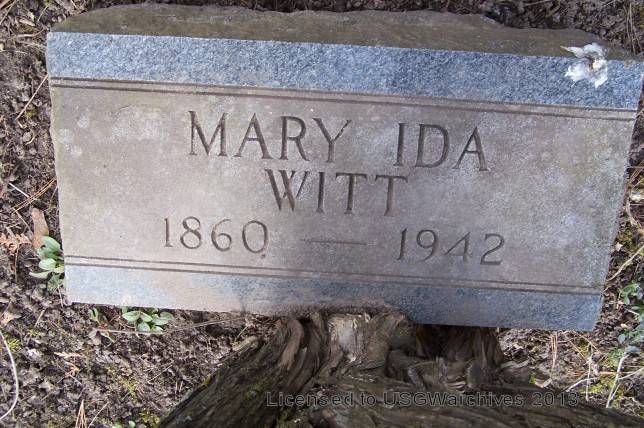 MARY IDA
WITT
1860 — 1942
Licensed to USGWarchives 2013